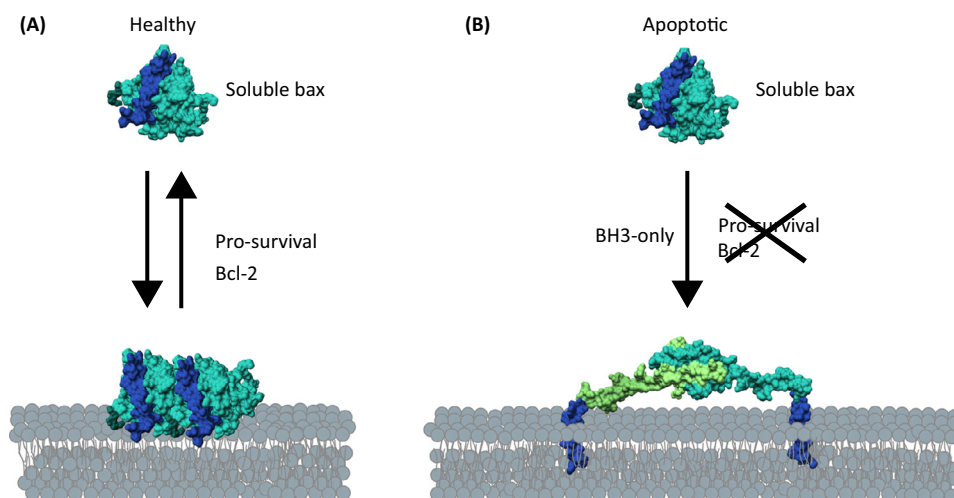 (A)
Healthy
Soluble bax
Pro-survival
Bcl-2
(B)
Apoptotic
Soluble bax
BH3-only
Pro-survival
Bcl-2